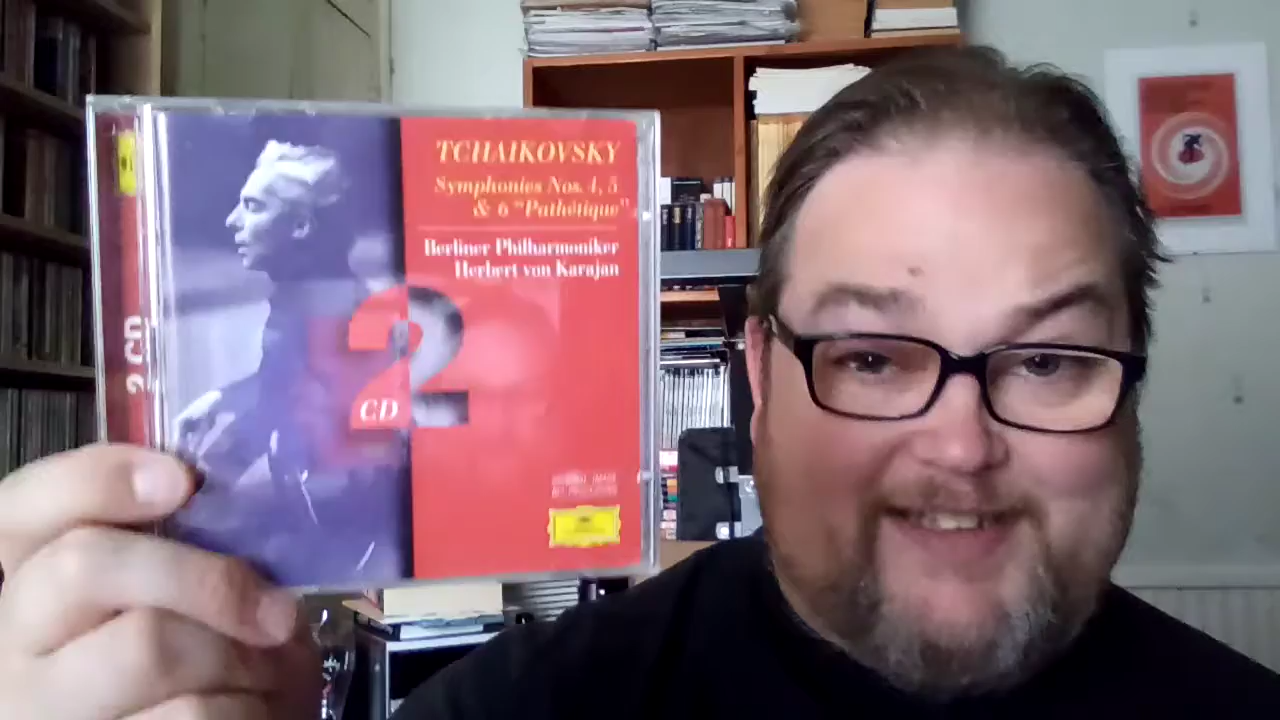 TCHAIKOVSKY
Symphonies Nos. 4, 5
& 6 "Pathétique"
Berliner Philharmoniker
Herbert von Karajan
2
CD
2 CD